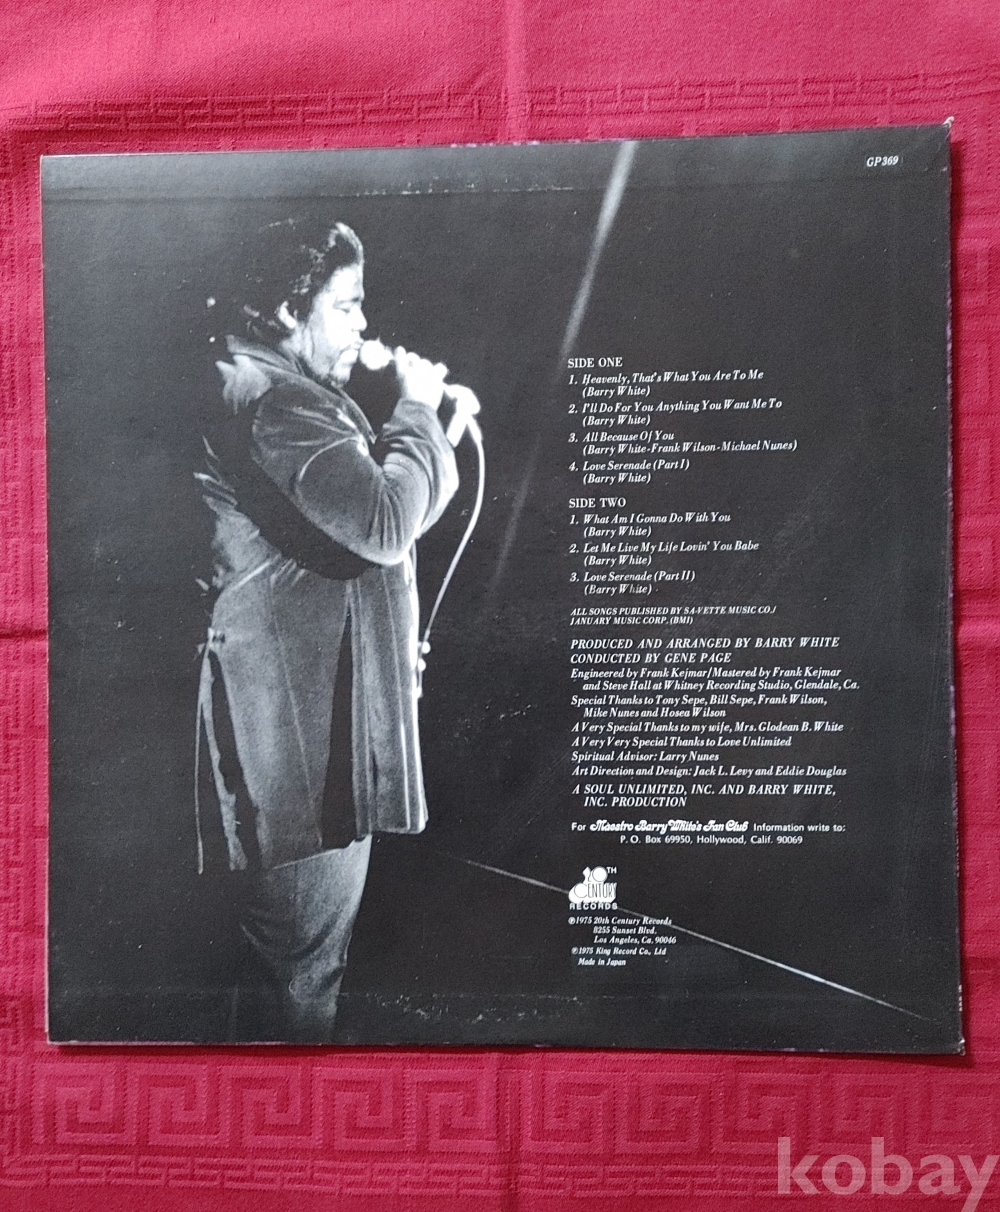 GP369
SIDE ONE
1. Heavenly, That's What You Are To Me
(Barry White)
2. I'll Do For You Anything You Want Me To
(Barry White)
3. All Because Of You
(Barry White-Frank Wilson-Michael Nunes)
4. Love Serenade (Part I)
(Barry White)
SIDE TWO
1. What Am I Gonna Do With You
(Barry White)
2. Let Me Live My Life Lovin' You Babe
(Barry White)
3. Love Serenade (Part II)
(Barry White)
ALL SONGS PUBLISHED BY SA-VETTE MUSIC CO./
JANUARY MUSIC CORP. (BMI)
PRODUCED AND ARRANGED BY BARRY WHITE
CONDUCTED BY GENE PAGE
Engineered by Frank Kejmar/Mastered by Frank Kejmar
and Steve Hall at Whitney Recording Studio, Glendale, Ca.
Special Thanks to Tony Sepe, Bill Sepe, Frank Wilson,
Mike Nunes and Hosea Wilson
A Very Special Thanks to my wife, Mrs. Glodean B. White
A Very Very Special Thanks to Love Unlimited
Spiritual Advisor: Larry Nunes
Art Direction and Design: Jack L. Levy and Eddie Douglas
A SOUL UNLIMITED, INC. AND BARRY WHITE,
INC. PRODUCTION
For Maestro Barry White's Fan Club Information write to:
P. O. Box 69950, Hollywood, Calif. 90069
20TH
CENTURY
RECORDS
℗1975 20th Century Records
8255 Sunset Blvd.
Los Angeles, Ca. 90046
℗1975 King Record Co., Ltd
Made in Japan
kobay